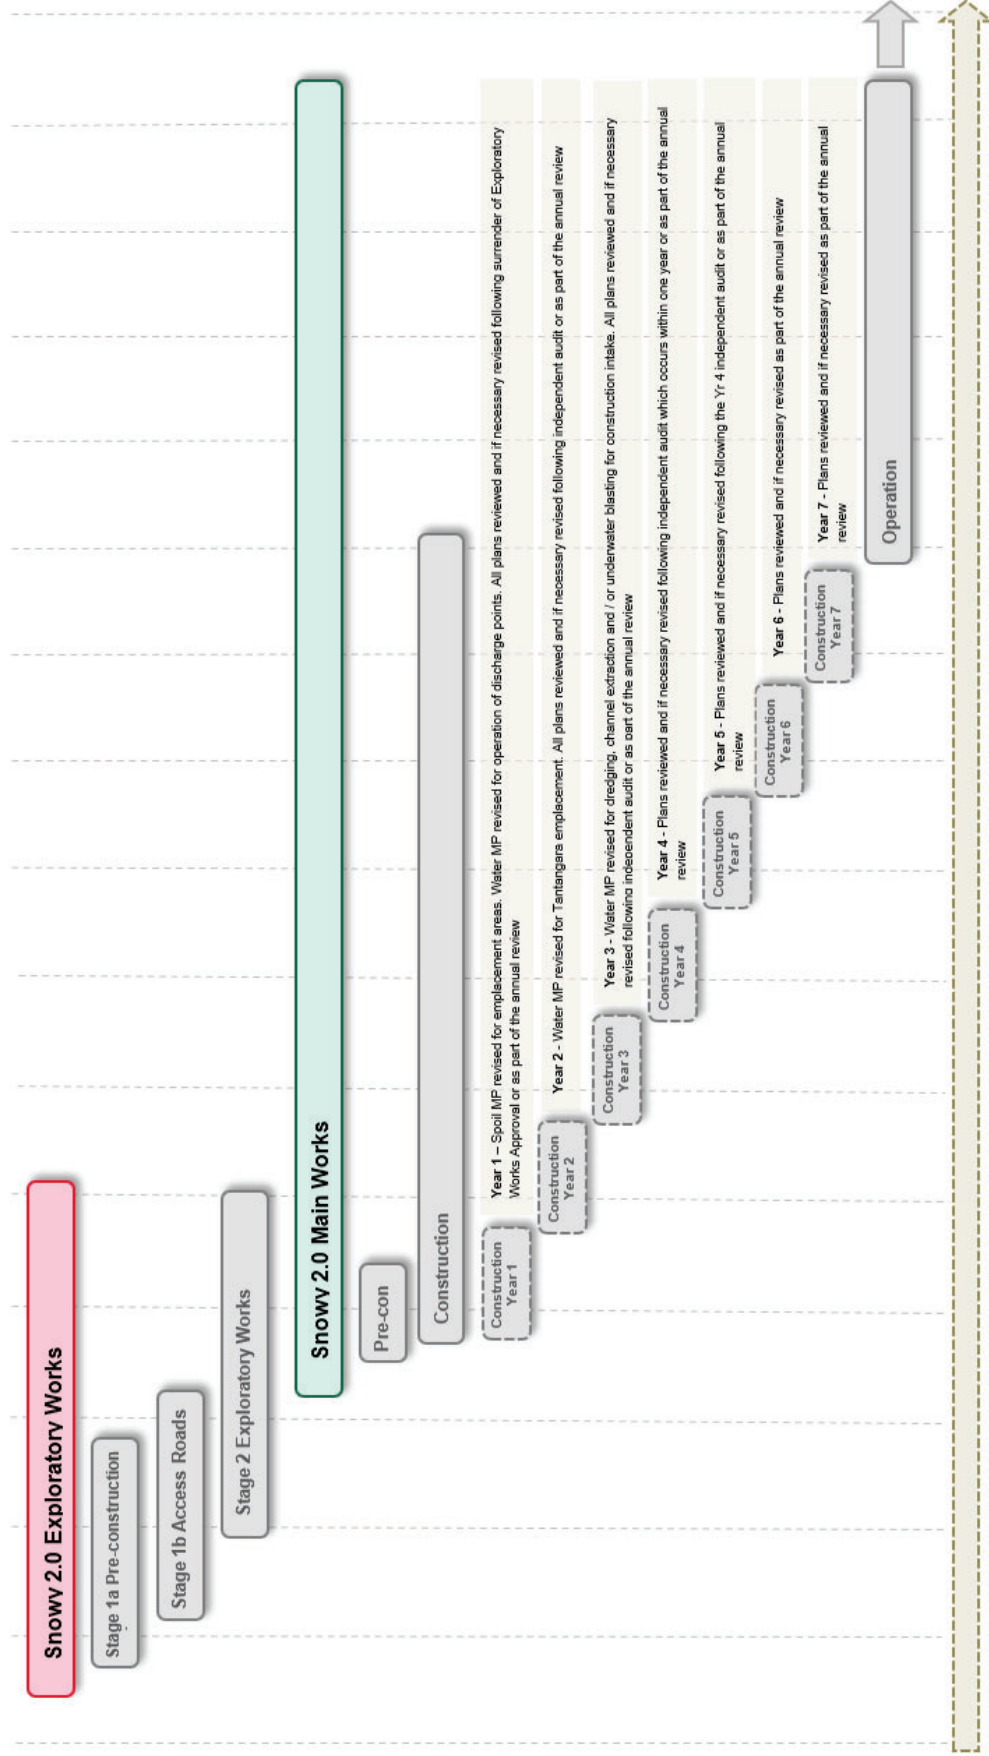 Snowy 2.0 Exploratory Works
Stage 1a Pre-construction
Stage 1b Access Roads
Stage 2 Exploratory Works
Snowy 2.0 Main Works
Pre-con
Construction
Construction
Year 1
Year 1 – Spoil MP revised for emplacement areas. Water MP revised for operation of discharge points. All plans reviewed and if necessary revised following surrender of Exploratory
Works Approval or as part of the annual review
Construction
Year 2
Year 2 - Water MP revised for Tantangara emplacement. All plans reviewed and if necessary revised following independent audit or as part of the annual review
Construction
Year 3
Year 3 - Water MP revised for dredging, channel extraction and / or underwater blasting for construction intake. All plans reviewed and if necessary
revised following independent audit or as part of the annual review
Construction
Year 4
Year 4 - Plans reviewed and if necessary revised following independent audit which occurs within one year or as part of the annual
review
Construction
Year 5
Year 5 - Plans reviewed and if necessary revised following the Yr 4 independent audit or as part of the annual
review
Construction
Year 6
Year 6 - Plans reviewed and if necessary revised as part of the annual review
Construction
Year 7
Year 7 - Plans reviewed and if necessary revised as part of the annual
review
Operation